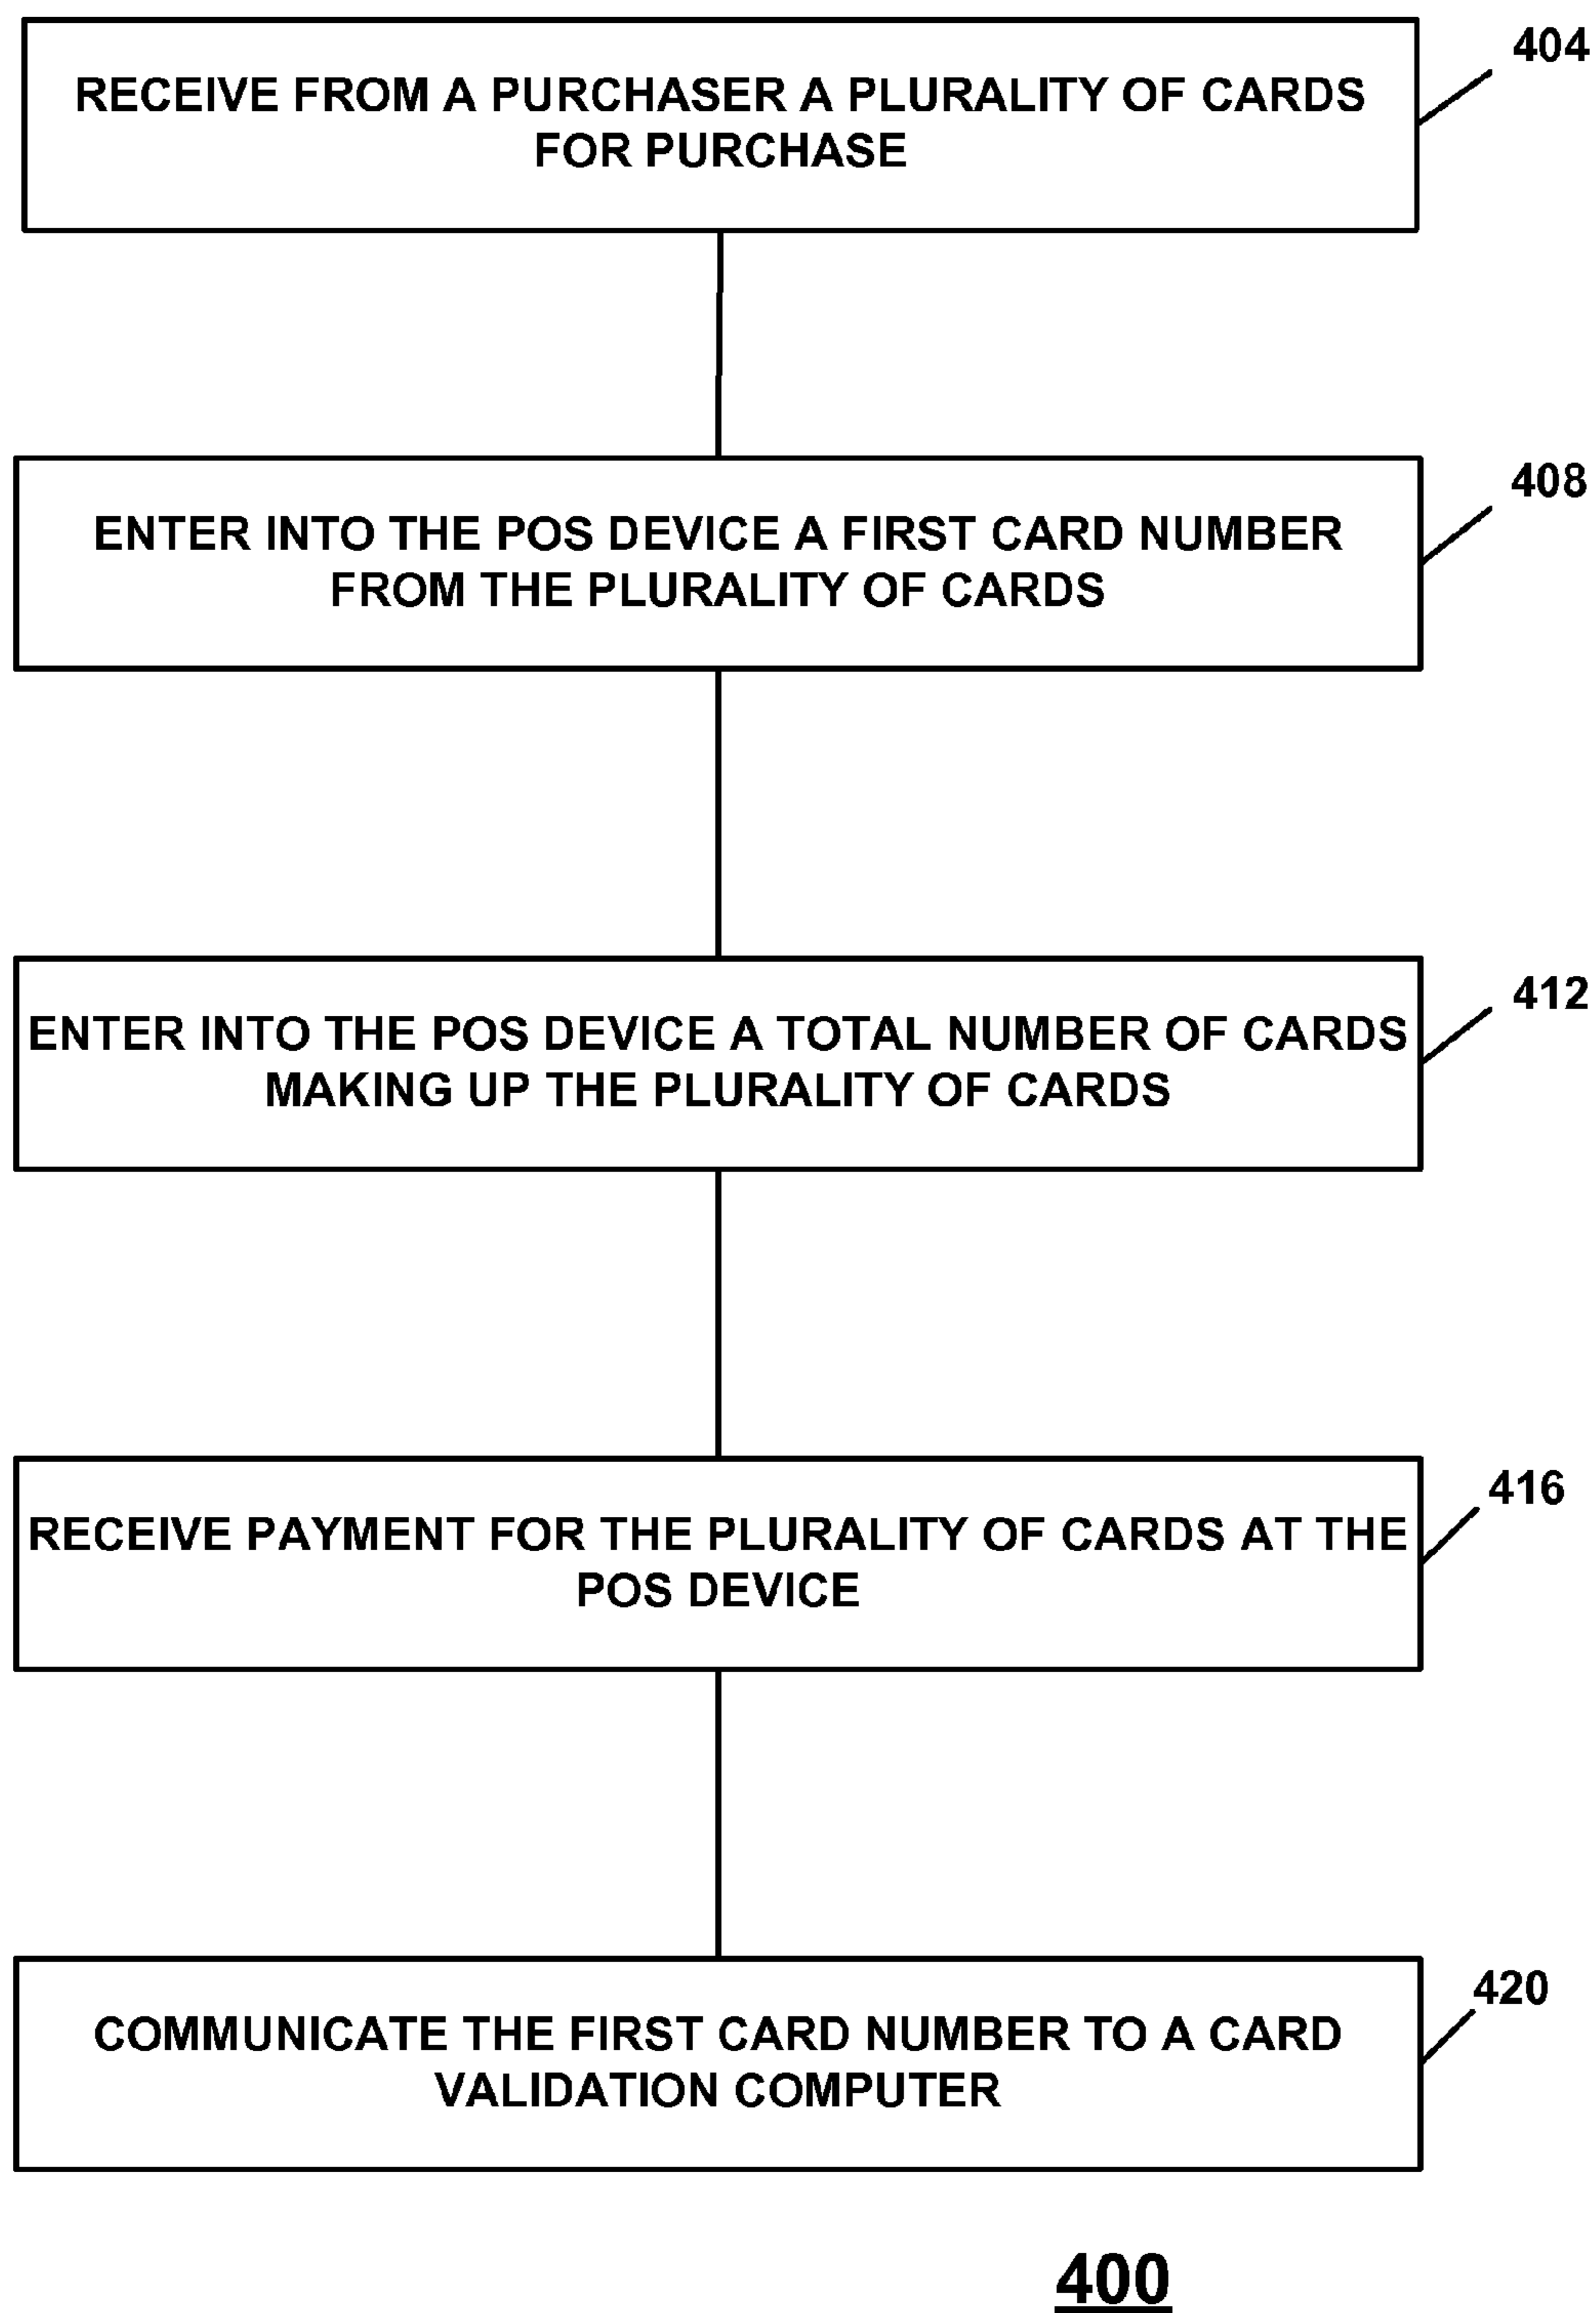 RECEIVE FROM A PURCHASER A PLURALITY OF CARDS
FOR PURCHASE
404
ENTER INTO THE POS DEVICE A FIRST CARD NUMBER
FROM THE PLURALITY OF CARDS
408
ENTER INTO THE POS DEVICE A TOTAL NUMBER OF CARDS
MAKING UP THE PLURALITY OF CARDS
412
RECEIVE PAYMENT FOR THE PLURALITY OF CARDS AT THE
POS DEVICE
416
COMMUNICATE THE FIRST CARD NUMBER TO A CARD
VALIDATION COMPUTER
420
400